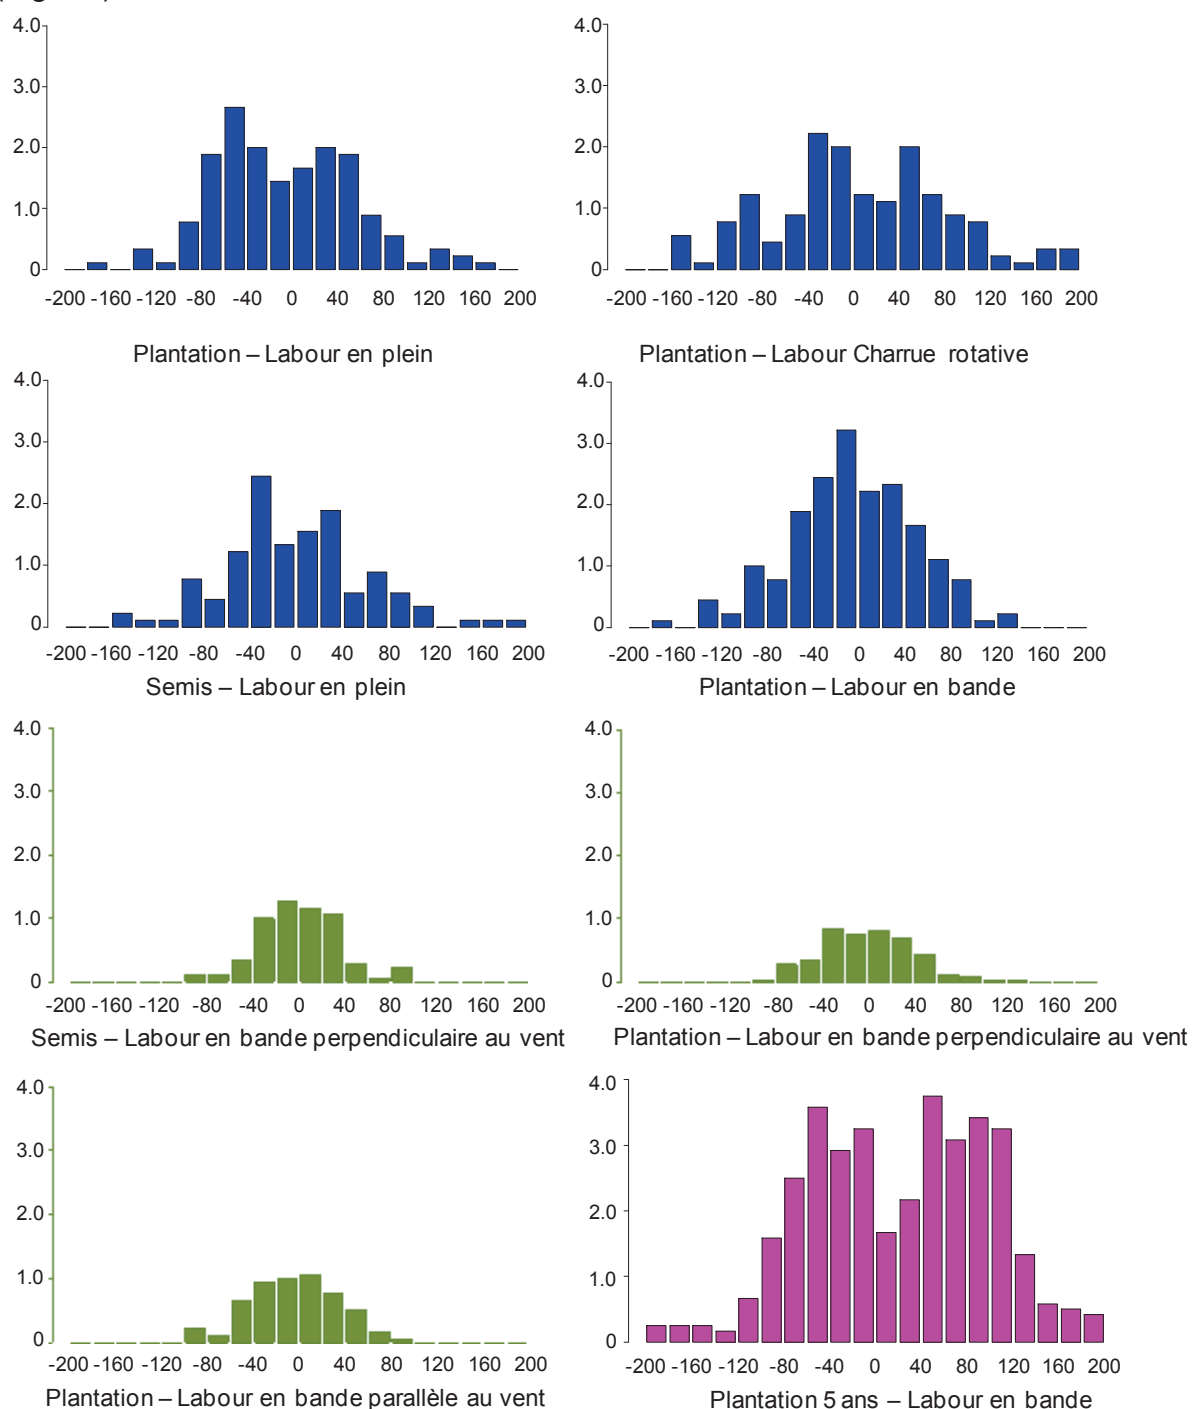 4.0
3.0
2.0
1.0
0
-200 -160 -120 -80 -40 0 40 80 120 160 200
Plantation – Labour en plein
4.0
3.0
2.0
1.0
0
-200 -160 -120 -80 -40 0 40 80 120 160 200
Plantation – Labour Charrue rotative
4.0
3.0
2.0
1.0
0
-200 -160 -120 -80 -40 0 40 80 120 160 200
Semis – Labour en plein
4.0
3.0
2.0
1.0
0
-200 -160 -120 -80 -40 0 40 80 120 160 200
Plantation – Labour en bande
4.0
3.0
2.0
1.0
0
-200 -160 -120 -80 -40 0 40 80 120 160 200
Semis – Labour en bande perpendiculaire au vent
4.0
3.0
2.0
1.0
0
-200 -160 -120 -80 -40 0 40 80 120 160 200
Plantation – Labour en bande perpendiculaire au vent
4.0
3.0
2.0
1.0
0
-200 -160 -120 -80 -40 0 40 80 120 160 200
Plantation – Labour en bande parallèle au vent
4.0
3.0
2.0
1.0
0
-200 -160 -120 -80 -40 0 40 80 120 160 200
Plantation 5 ans – Labour en bande